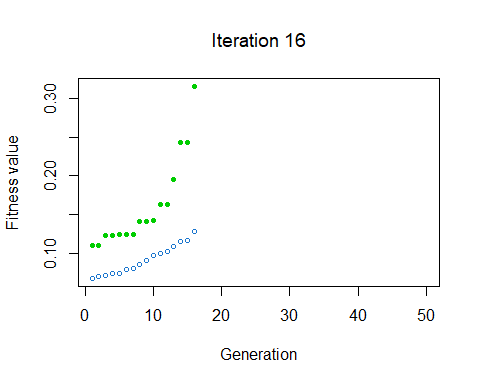 Iteration 16
Fitness value
0.30
0.20
0.10
0 10 20 30 40 50
Generation